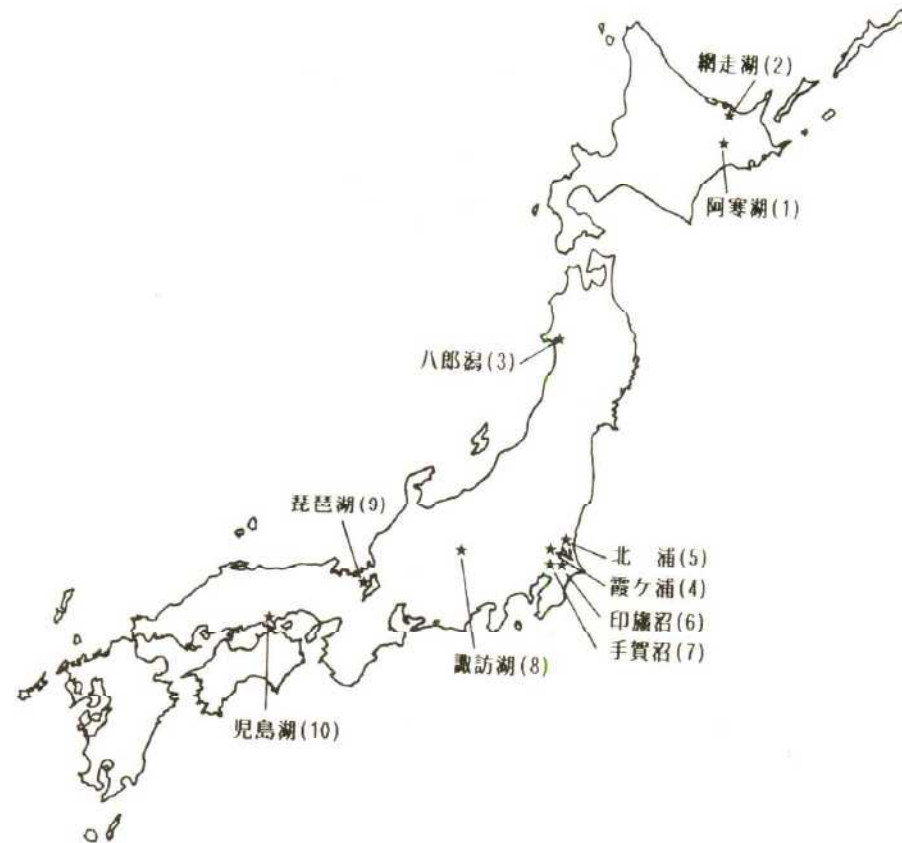 網走湖(2)
阿寒湖(1)
八郎潟(3)
琵琶湖(9)
北 浦(5)
霞ケ浦(4)
印旛沼(6)
手賀沼(7)
諏訪湖(8)
児島湖(10)